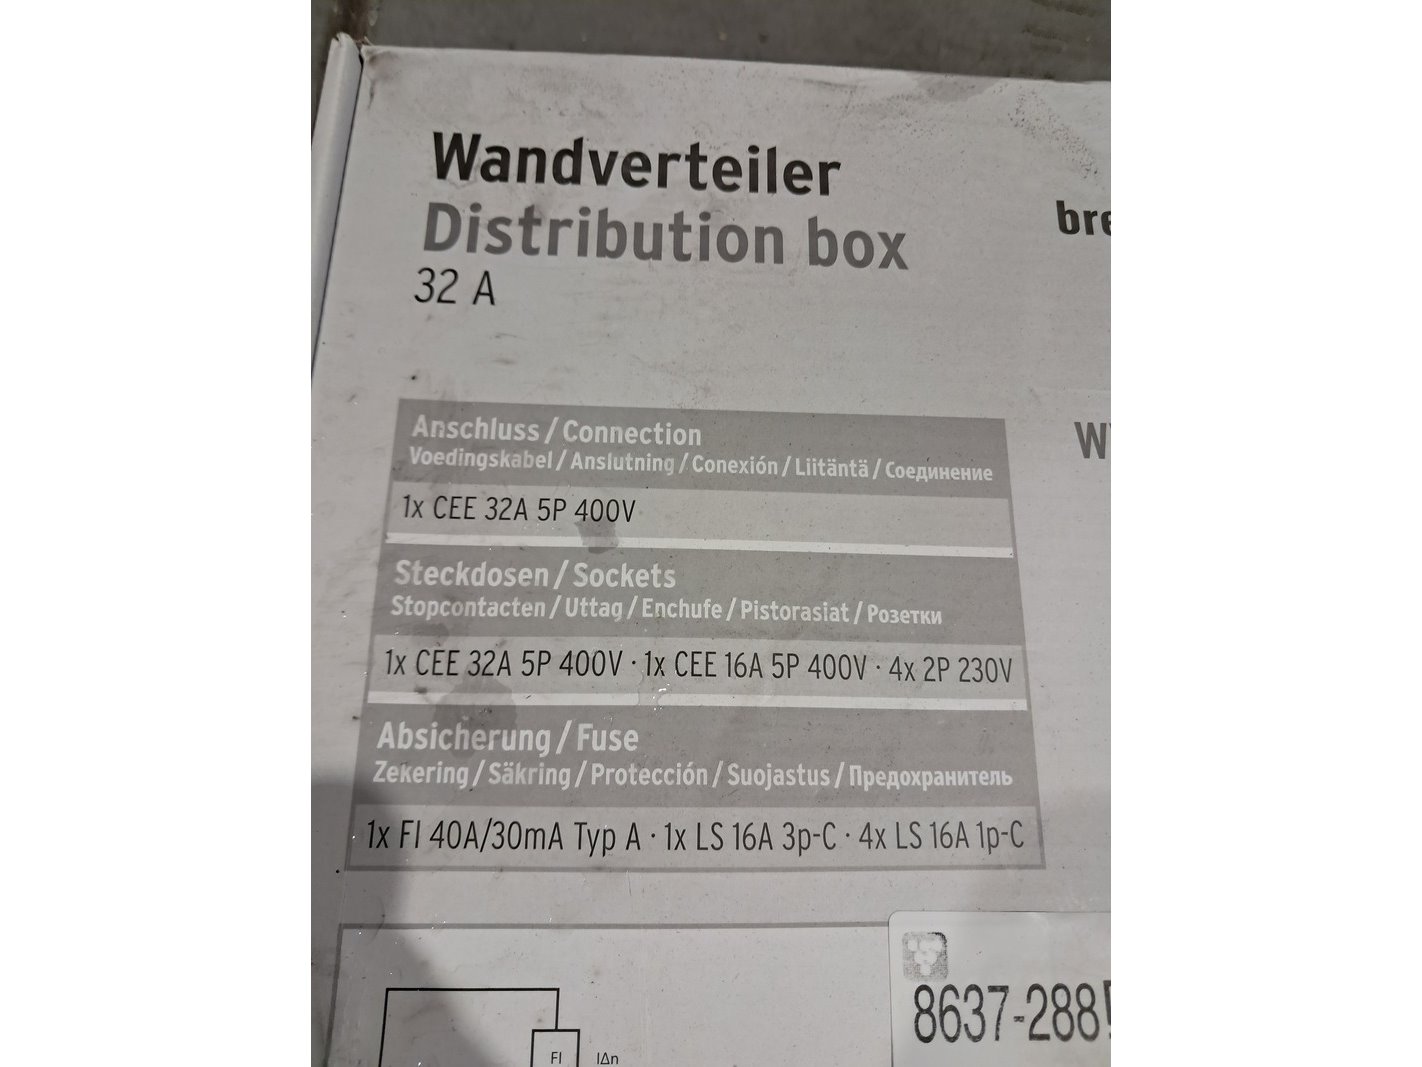 Wandverteiler
Distribution box
32 A
bre
Anschluss / Connection
Voedingskabel / Anslutning / Conexión / Liitäntä / Соединение
1x CEE 32A 5P 400V
Steckdosen / Sockets
Stopcontacten / Uttag / Enchufe / Pistorasiat / Розетки
1x CEE 32A 5P 400V · 1x CEE 16A 5P 400V · 4x 2P 230V
Absicherung / Fuse
Zekering / Säkring / Protección / Suojastus / Предохранитель
1x FI 40A/30mA Typ A · 1x LS 16A 3p-C · 4x LS 16A 1p-C
8637-288
FI IΔn